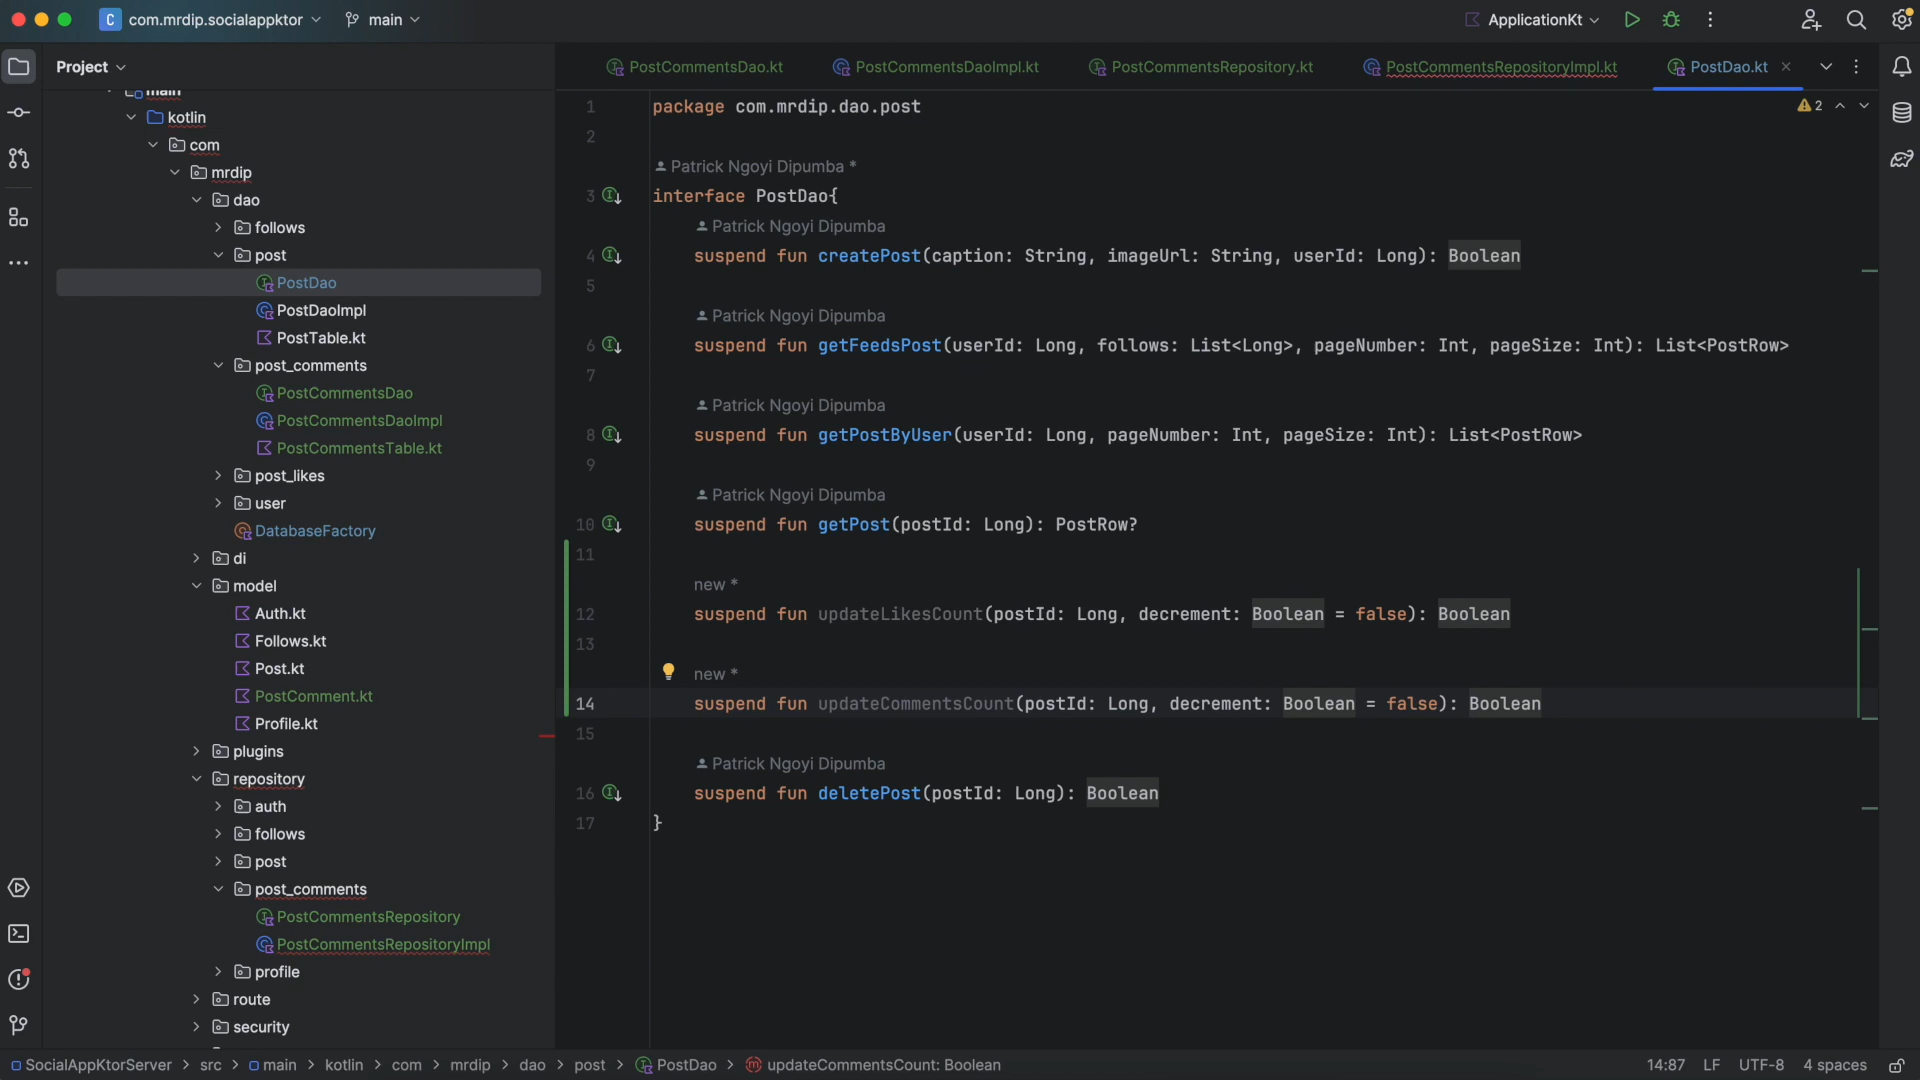 C com.mrdip.socialappktor main ApplicationKt
Project
PostCommentsDao.kt PostCommentsDaoImpl.kt PostCommentsRepository.kt PostCommentsRepositoryImpl.kt PostDao.kt
main
kotlin
com
mrdip
dao
follows
post
PostDao
PostDaoImpl
PostTable.kt
post_comments
PostCommentsDao
PostCommentsDaoImpl
PostCommentsTable.kt
post_likes
user
DatabaseFactory
di
model
Auth.kt
Follows.kt
Post.kt
PostComment.kt
Profile.kt
plugins
repository
auth
follows
post
post_comments
PostCommentsRepository
PostCommentsRepositoryImpl
profile
route
security
1 package com.mrdip.dao.post 2
2
Patrick Ngoyi Dipumba *
3 interface PostDao{
Patrick Ngoyi Dipumba
4 suspend fun createPost(caption: String, imageUrl: String, userId: Long): Boolean
5
Patrick Ngoyi Dipumba
6 suspend fun getFeedsPost(userId: Long, follows: List<Long>, pageNumber: Int, pageSize: Int): List<PostRow>
7
Patrick Ngoyi Dipumba
8 suspend fun getPostByUser(userId: Long, pageNumber: Int, pageSize: Int): List<PostRow>
9
Patrick Ngoyi Dipumba
10 suspend fun getPost(postId: Long): PostRow?
11
new *
12 suspend fun updateLikesCount(postId: Long, decrement: Boolean = false): Boolean
13
new *
14 suspend fun updateCommentsCount(postId: Long, decrement: Boolean = false): Boolean
15
Patrick Ngoyi Dipumba
16 suspend fun deletePost(postId: Long): Boolean
17 }
SocialAppKtorServer > src > main > kotlin > com > mrdip > dao > post > PostDao > updateCommentsCount: Boolean 14:87 LF UTF-8 4 spaces